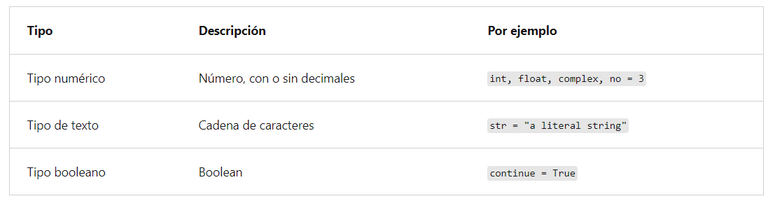 Tipo Descripción Por ejemplo
Tipo numérico Número, con o sin decimales int, float, complex, no = 3
Tipo de texto Cadena de caracteres str = "a literal string"
Tipo booleano Boolean continue = True